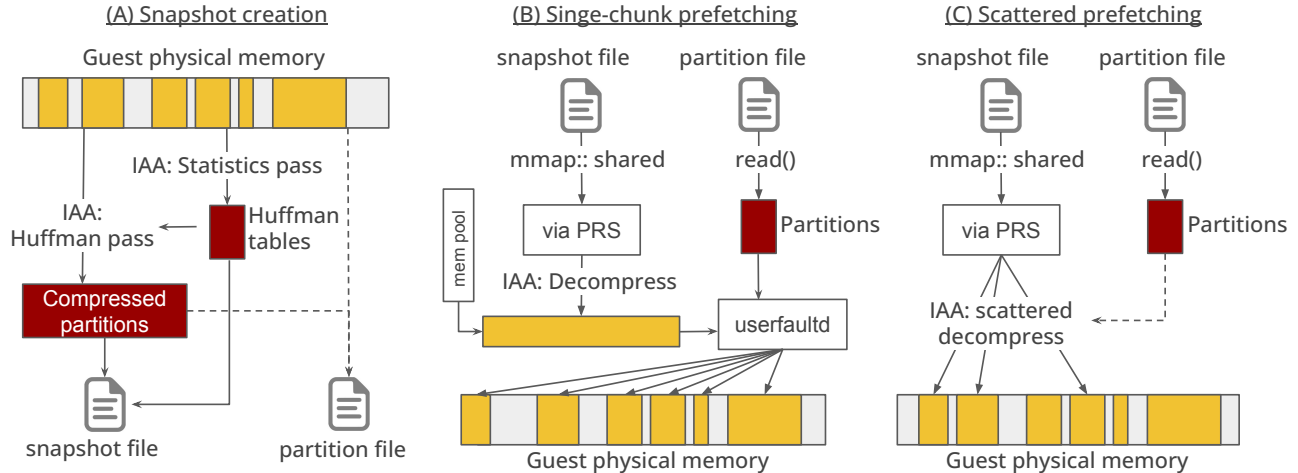 (A) Snapshot creation
Guest physical memory
IAA: Statistics pass
IAA:
Huffman pass
Huffman
tables
Compressed
partitions
snapshot file
partition file
(B) Singe-chunk prefetching
snapshot file
partition file
mmap:: shared
read()
mem pool
via PRS
Partitions
IAA: Decompress
userfaultd
Guest physical memory
(C) Scattered prefetching
snapshot file
partition file
mmap:: shared
read()
via PRS
Partitions
IAA: scattered
decompress
Guest physical memory